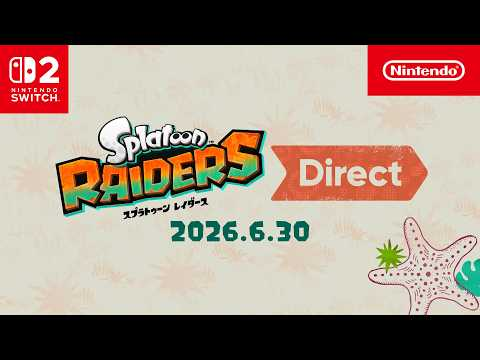 2
NINTENDO
SWITCH
Nintendo
Splatoon
RAIDERS
スプラトゥーン レイダース
Direct
2026.6.30